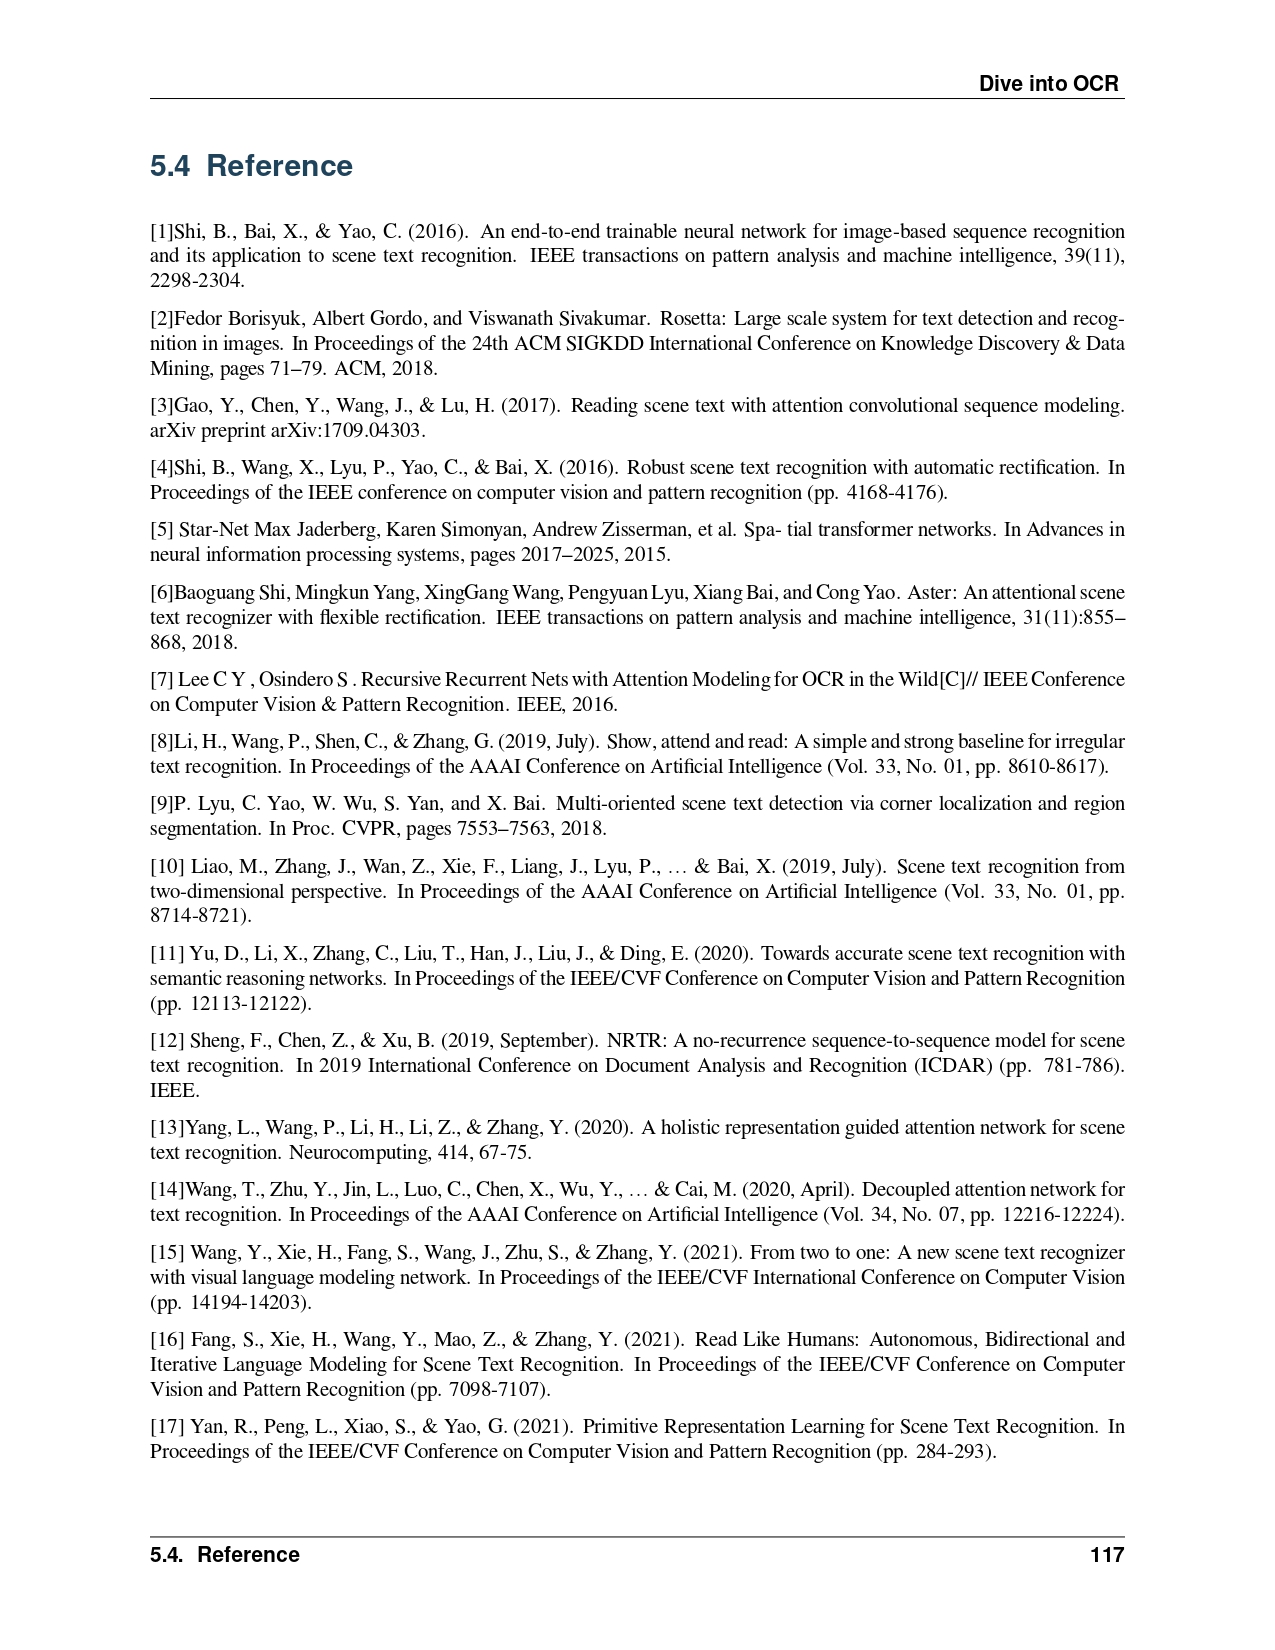 Dive into OCR
5.4 Reference
[1]Shi, B., Bai, X., & Yao, C. (2016). An end-to-end trainable neural network for image-based sequence recognition
and its application to scene text recognition. IEEE transactions on pattern analysis and machine intelligence, 39(11),
2298-2304.
[2]Fedor Borisyuk, Albert Gordo, and Viswanath Sivakumar. Rosetta: Large scale system for text detection and recog-
nition in images. In Proceedings of the 24th ACM SIGKDD International Conference on Knowledge Discovery & Data
Mining, pages 71–79. ACM, 2018.
[3]Gao, Y., Chen, Y., Wang, J., & Lu, H. (2017). Reading scene text with attention convolutional sequence modeling.
arXiv preprint arXiv:1709.04303.
[4]Shi, B., Wang, X., Lyu, P., Yao, C., & Bai, X. (2016). Robust scene text recognition with automatic rectification. In
Proceedings of the IEEE conference on computer vision and pattern recognition (pp. 4168-4176).
[5] Star-Net Max Jaderberg, Karen Simonyan, Andrew Zisserman, et al. Spa- tial transformer networks. In Advances in
neural information processing systems, pages 2017–2025, 2015.
[6]Baoguang Shi, Mingkun Yang, XingGang Wang, Pengyuan Lyu, Xiang Bai, and Cong Yao. Aster: An attentional scene
text recognizer with flexible rectification. IEEE transactions on pattern analysis and machine intelligence, 31(11):855–
868, 2018.
[7] Lee C Y , Osindero S . Recursive Recurrent Nets with Attention Modeling for OCR in the Wild[C]// IEEE Conference
on Computer Vision & Pattern Recognition. IEEE, 2016.
[8]Li, H., Wang, P., Shen, C., & Zhang, G. (2019, July). Show, attend and read: A simple and strong baseline for irregular
text recognition. In Proceedings of the AAAI Conference on Artificial Intelligence (Vol. 33, No. 01, pp. 8610-8617).
[9]P. Lyu, C. Yao, W. Wu, S. Yan, and X. Bai. Multi-oriented scene text detection via corner localization and region
segmentation. In Proc. CVPR, pages 7553–7563, 2018.
[10] Liao, M., Zhang, J., Wan, Z., Xie, F., Liang, J., Lyu, P., … & Bai, X. (2019, July). Scene text recognition from
two-dimensional perspective. In Proceedings of the AAAI Conference on Artificial Intelligence (Vol. 33, No. 01, pp.
8714-8721).
[11] Yu, D., Li, X., Zhang, C., Liu, T., Han, J., Liu, J., & Ding, E. (2020). Towards accurate scene text recognition with
semantic reasoning networks. In Proceedings of the IEEE/CVF Conference on Computer Vision and Pattern Recognition
(pp. 12113-12122).
[12] Sheng, F., Chen, Z., & Xu, B. (2019, September). NRTR: A no-recurrence sequence-to-sequence model for scene
text recognition. In 2019 International Conference on Document Analysis and Recognition (ICDAR) (pp. 781-786).
IEEE.
[13]Yang, L., Wang, P., Li, H., Li, Z., & Zhang, Y. (2020). A holistic representation guided attention network for scene
text recognition. Neurocomputing, 414, 67-75.
[14]Wang, T., Zhu, Y., Jin, L., Luo, C., Chen, X., Wu, Y., … & Cai, M. (2020, April). Decoupled attention network for
text recognition. In Proceedings of the AAAI Conference on Artificial Intelligence (Vol. 34, No. 07, pp. 12216-12224).
[15] Wang, Y., Xie, H., Fang, S., Wang, J., Zhu, S., & Zhang, Y. (2021). From two to one: A new scene text recognizer
with visual language modeling network. In Proceedings of the IEEE/CVF International Conference on Computer Vision
(pp. 14194-14203).
[16] Fang, S., Xie, H., Wang, Y., Mao, Z., & Zhang, Y. (2021). Read Like Humans: Autonomous, Bidirectional and
Iterative Language Modeling for Scene Text Recognition. In Proceedings of the IEEE/CVF Conference on Computer
Vision and Pattern Recognition (pp. 7098-7107).
[17] Yan, R., Peng, L., Xiao, S., & Yao, G. (2021). Primitive Representation Learning for Scene Text Recognition. In
Proceedings of the IEEE/CVF Conference on Computer Vision and Pattern Recognition (pp. 284-293).
5.4. Reference 117